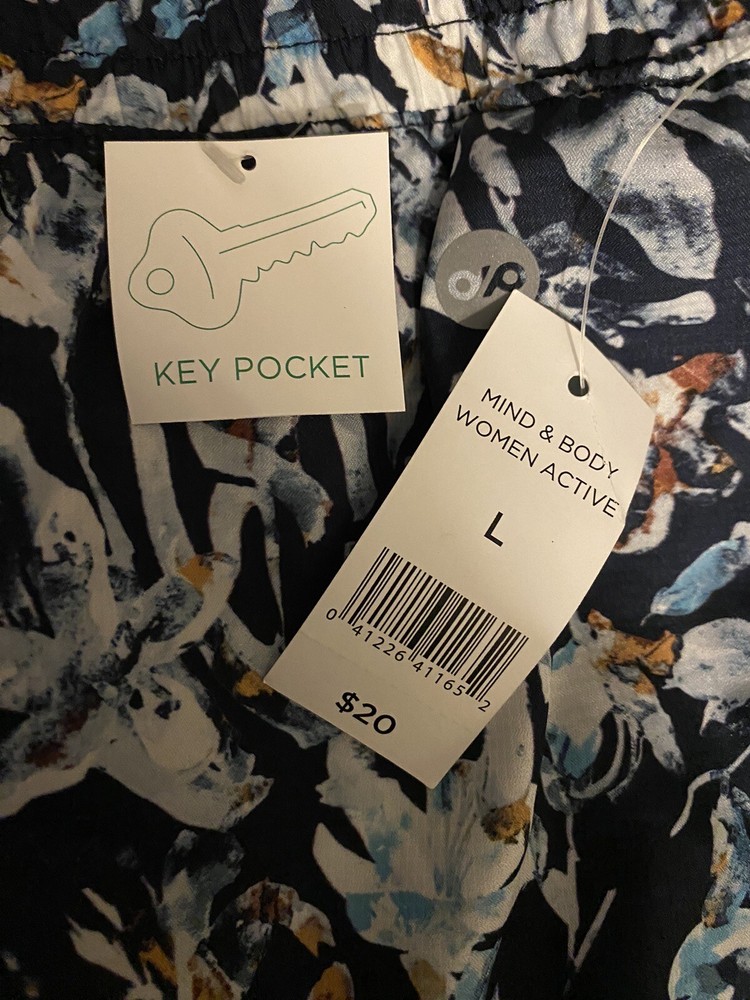 KEY POCKET
MIND & BODY
WOMEN ACTIVE
L
0 41226 41165 2
$20